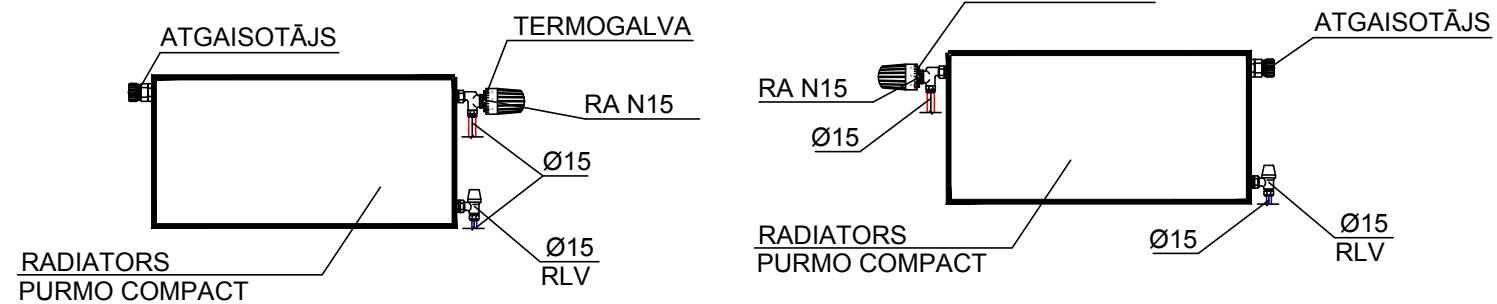 ATGAISOTĀJS
TERMOGALVA
RA N15
Ø15
Ø15
RLV
RADIATORS
PURMO COMPACT
ATGAISOTĀJS
RA N15
Ø15
RADIATORS
PURMO COMPACT
Ø15
Ø15
RLV